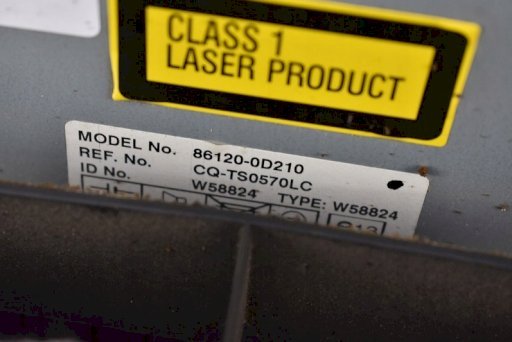 CLASS 1
LASER PRODUCT
MODEL No. 86120-0D210
REF. No. CQ-TS0570LC
ID No. W58824 TYPE: W58824